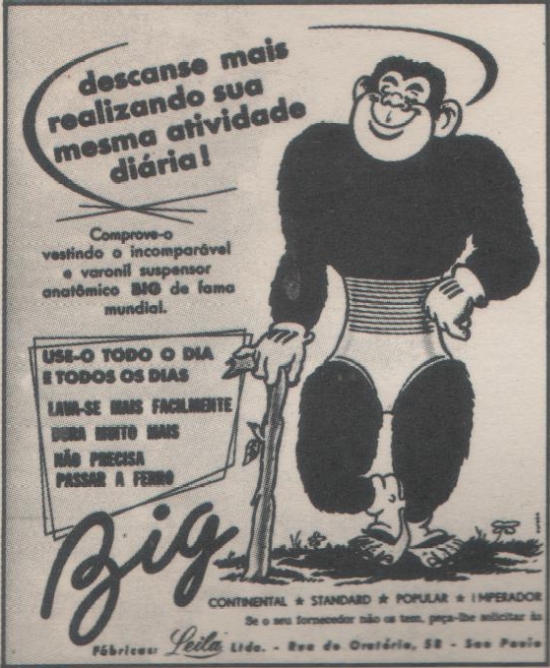 descanse mais
realizando sua
mesma atividade
diária!
Comprove-o
vestindo o incomparável
e varonil suspensor
anatômico BIG de fama
mundial.
USE-O TODO O DIA
E TODOS OS DIAS
LAVA-SE MAIS FACILMENTE
DURA MUITO MAIS
NÃO PRECISA
PASSAR A FERRO
Big
CONTINENTAL ★ STANDARD ★ POPULAR ★ IMPERADOR
Se o seu fornecedor não os tem, peça-lhe solicitar às
Fábricas: Leila Ltda. - Rua do Oratório, 58 - Sao Paulo